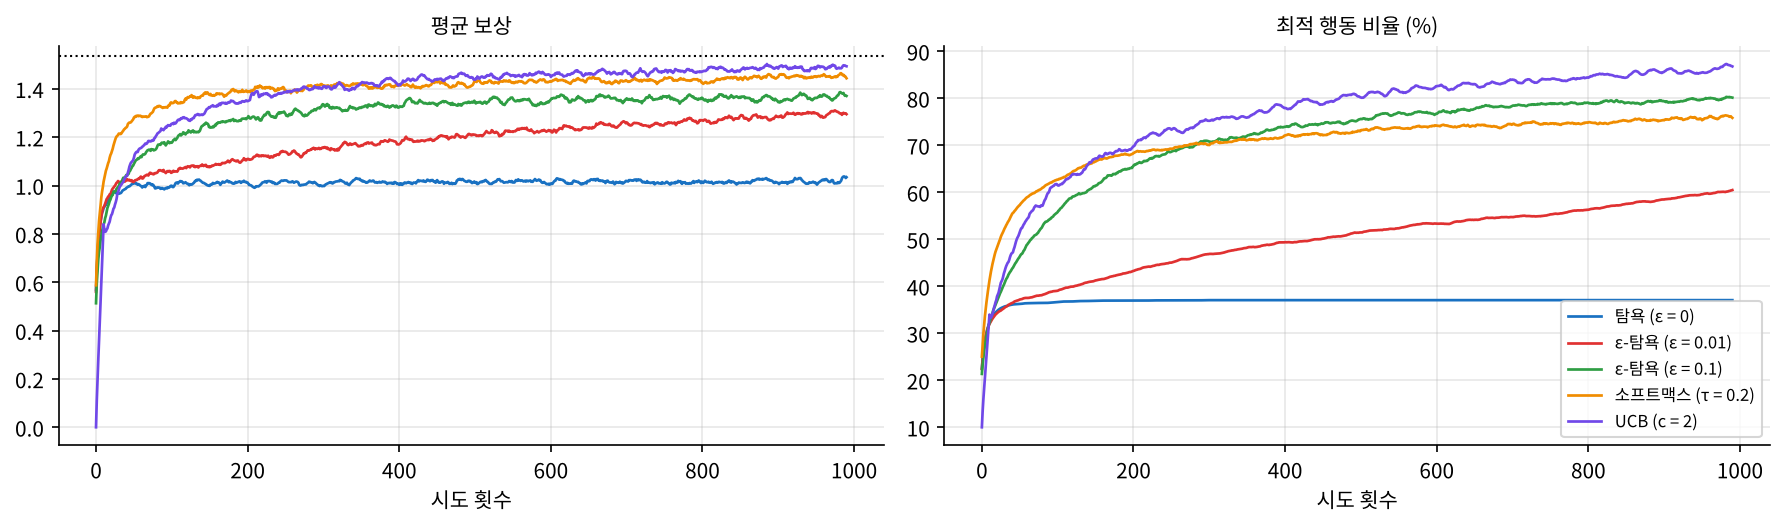 평균 보상
1.4
1.2
1.0
0.8
0.6
0.4
0.2
0.0
0 200 400 600 800 1000
시도 횟수
최적 행동 비율 (%)
90
80
70
60
50
40
30
20
10
0 200 400 600 800 1000
시도 횟수
탐욕 (ε = 0)
ε-탐욕 (ε = 0.01)
ε-탐욕 (ε = 0.1)
소프트맥스 (τ = 0.2)
UCB (c = 2)